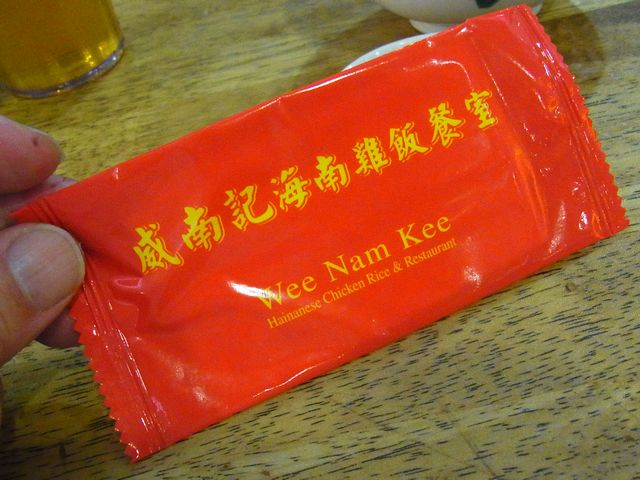 威南記海南雞飯餐室
Wee Nam Kee
Hainanese Chicken Rice & Restaurant